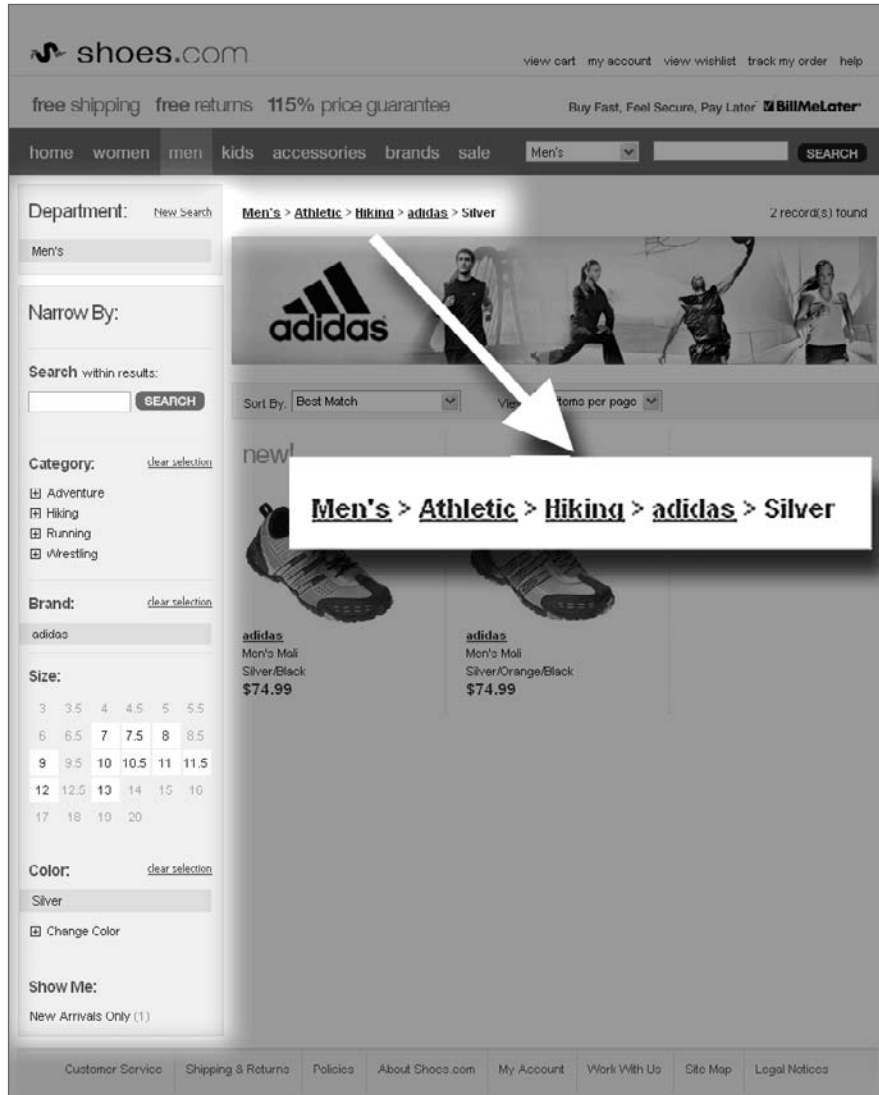 shoes.com
view cart my account view wishlist track my order help
free shipping free returns 115% price guarantee
Buy Fast, Feel Secure, Pay Later BillMeLater
home women men kids accessories brands sale Men's SEARCH
Department: New Search
Men's
Men's > Athletic > Hiking > adidas > Silver
2 record(s) found
adidas
Narrow By:
Search within results:
SEARCH
Sort By: Best Match
items per page
new!
Men's > Athletic > Hiking > adidas > Silver
Category: clear selection
Adventure
Hiking
Running
Wrestling
Brand: clear selection
adidas
adidas
Men's Mali
Silver/Black
$74.99
adidas
Men's Mali
Silver/Orange/Black
$74.99
Size:
3 3.5 4 4.5 5 5.5
6 6.5 7 7.5 8 8.5
9 9.5 10 10.5 11 11.5
12 12.5 13 14 15 16
17 18 19 20
Color: clear selection
Silver
Change Color
Show Me:
New Arrivals Only (1)
Customer Service Shipping & Returns Policies About Shoes.com My Account Work With Us Site Map Legal Notices